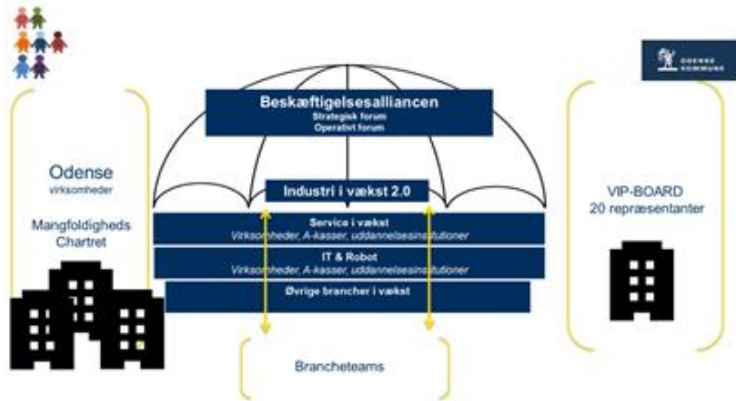 ODENSE
KOMMUNE
Beskæftigelsesalliancen
Strategisk forum
Operativt forum
Odense
virksomheder
Mangfoldigheds
Chartret
Industri i vækst 2.0
Service i vækst
Virksomheder, A-kasser, uddannelsesinstitutioner
IT & Robot
Virksomheder, A-kasser, uddannelsesinstitutioner
Øvrige brancher i vækst
VIP-BOARD
20 repræsentanter
Brancheteams